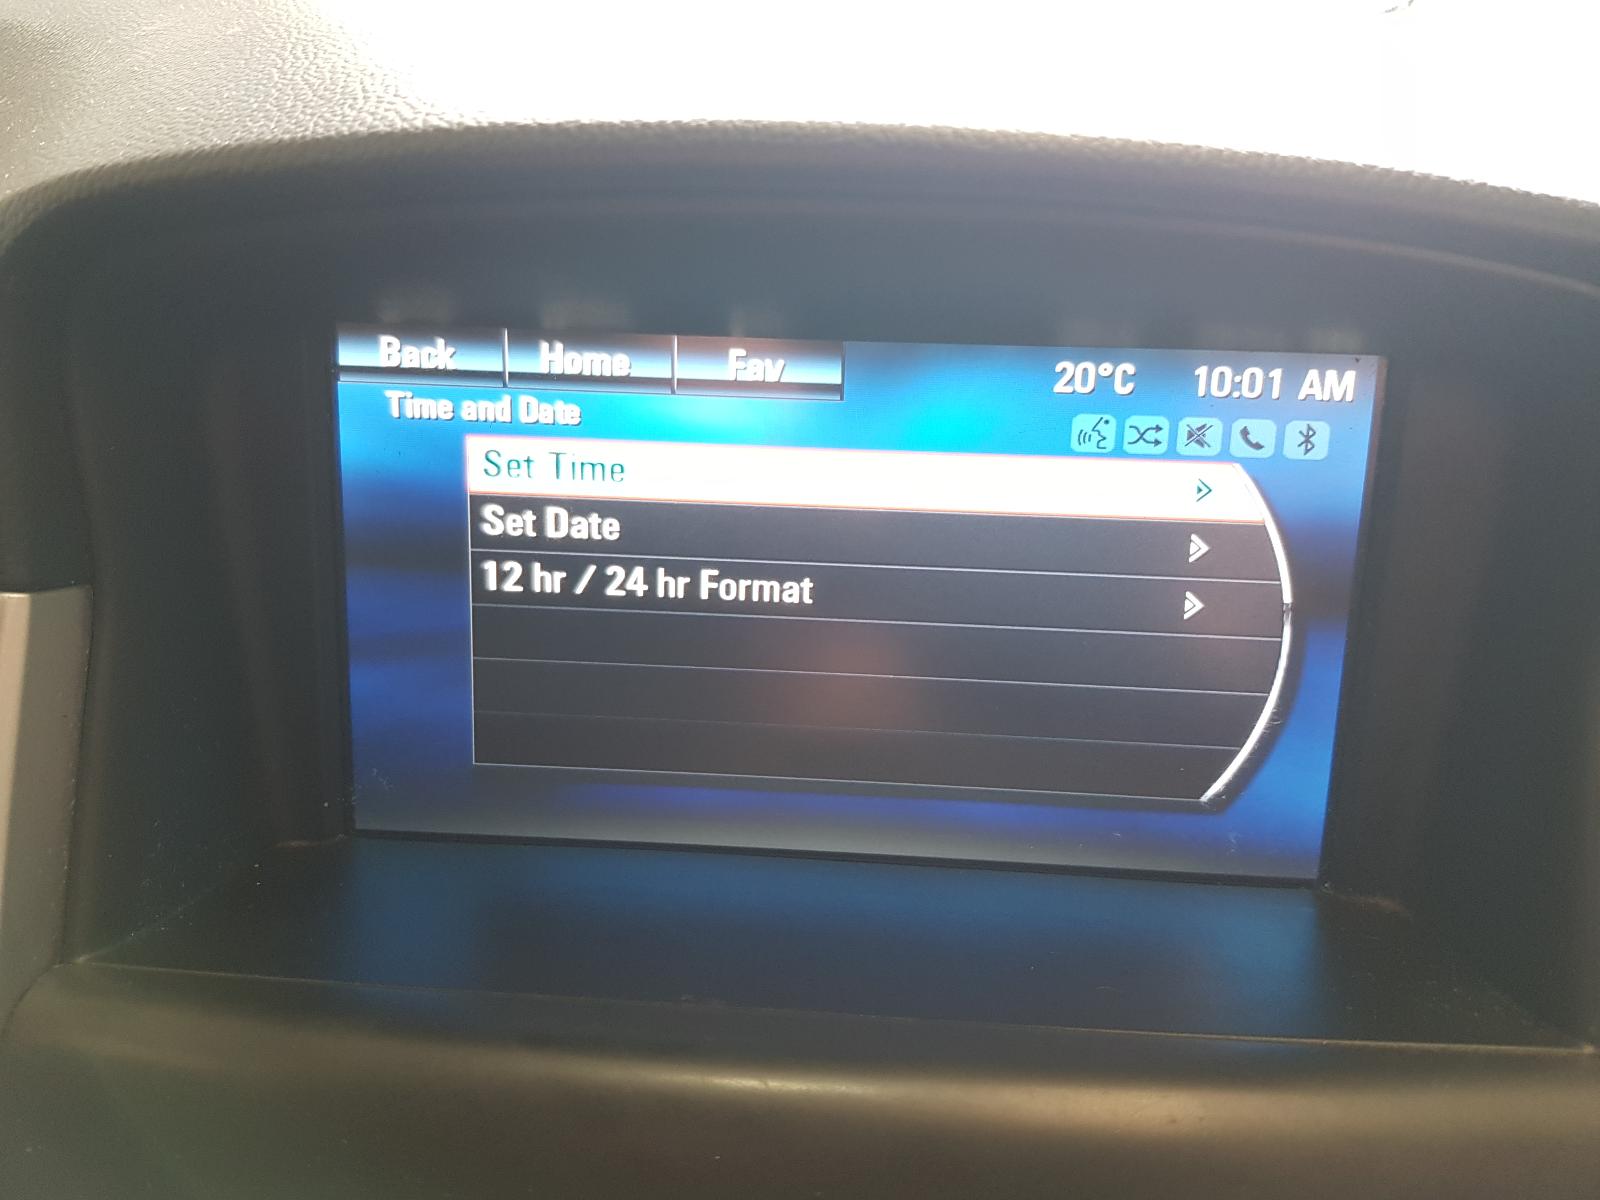 Back Home Fav
20°C 10:01 AM
Time and Date
Set Time
Set Date
12 hr / 24 hr Format